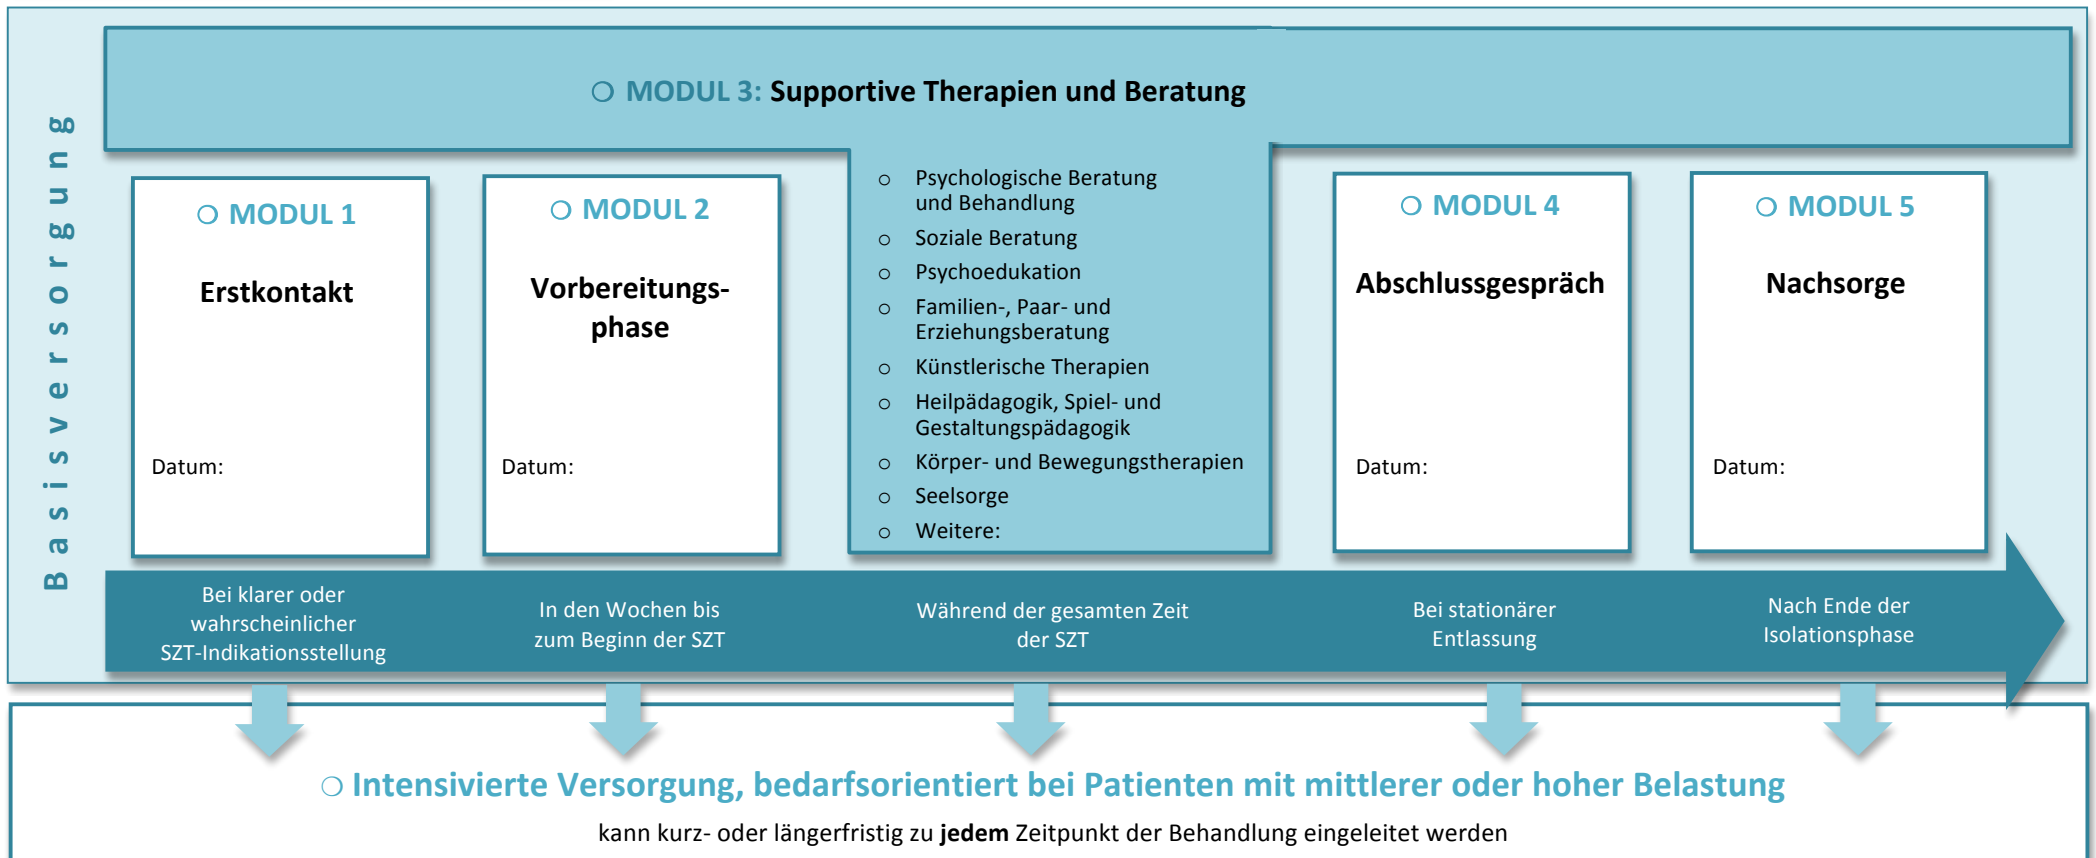 Basisversorgung
❍ MODUL 3: Supportive Therapien und Beratung
❍ MODUL 1
Erstkontakt
Datum:
❍ MODUL 2
Vorbereitungs-
phase
Datum:
o Psychologische Beratung
und Behandlung
o Soziale Beratung
o Psychoedukation
o Familien-, Paar- und
Erziehungsberatung
o Künstlerische Therapien
o Heilpädagogik, Spiel- und
Gestaltungspädagogik
o Körper- und Bewegungstherapien
o Seelsorge
o Weitere:
❍ MODUL 4
Abschlussgespräch
Datum:
❍ MODUL 5
Nachsorge
Datum:
Bei klarer oder
wahrscheinlicher
SZT-Indikationsstellung
In den Wochen bis
zum Beginn der SZT
Während der gesamten Zeit
der SZT
Bei stationärer
Entlassung
Nach Ende der
Isolationsphase
❍ Intensivierte Versorgung, bedarfsorientiert bei Patienten mit mittlerer oder hoher Belastung
kann kurz- oder längerfristig zu jedem Zeitpunkt der Behandlung eingeleitet werden